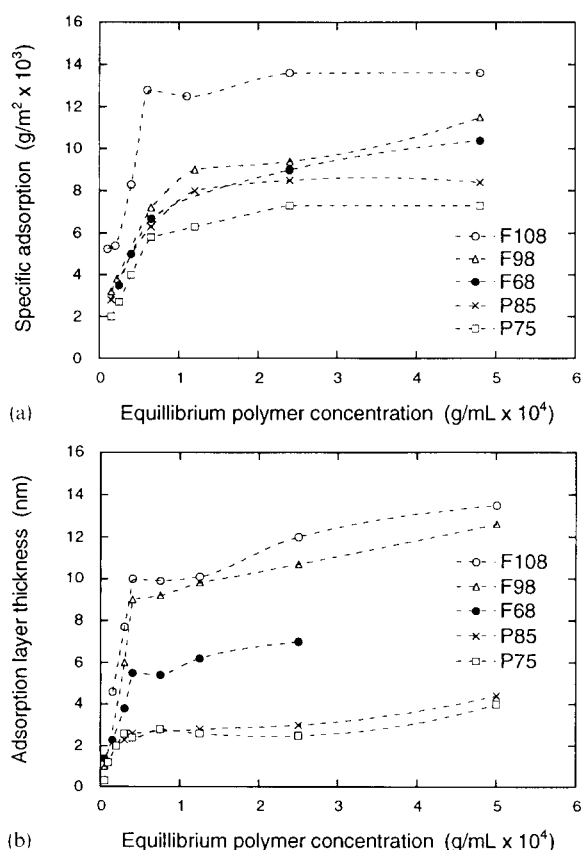 16
14
12
10
8
6
4
2
0
Specific adsorption (g/m² x 10³)
F108
F98
F68
P85
P75
0 1 2 3 4 5 6
(a) Equillibrium polymer concentration (g/mL x 10⁴)
16
14
12
10
8
6
4
2
0
Adsorption layer thickness (nm)
F108
F98
F68
P85
P75
0 1 2 3 4 5 6
(b) Equillibrium polymer concentration (g/mL x 10⁴)